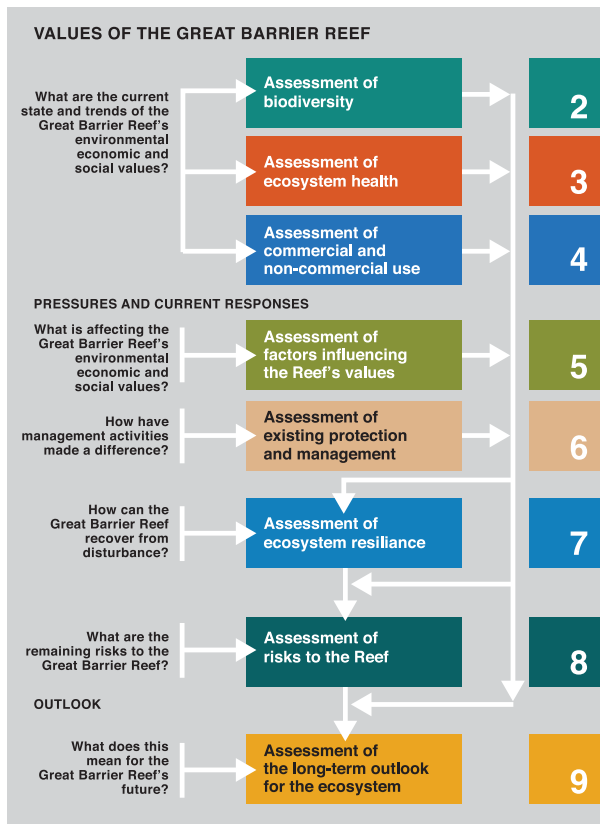 VALUES OF THE GREAT BARRIER REEF
What are the current
state and trends of the
Great Barrier Reef's
environmental
economic and
social values?
Assessment of
biodiversity
2
Assessment of
ecosystem health
3
Assessment of
commercial and
non-commercial use
4
PRESSURES AND CURRENT RESPONSES
What is affecting the
Great Barrier Reef's
environmental
economic and
social values?
Assessment of
factors influencing
the Reef's values
5
How have
management activities
made a difference?
Assessment of
existing protection
and management
6
How can the
Great Barrier Reef
recover from
disturbance?
Assessment of
ecosystem resiliance
7
What are the
remaining risks to the
Great Barrier Reef?
Assessment of
risks to the Reef
8
OUTLOOK
What does this
mean for the
Great Barrier Reef's
future?
Assessment of
the long-term outlook
for the ecosystem
9